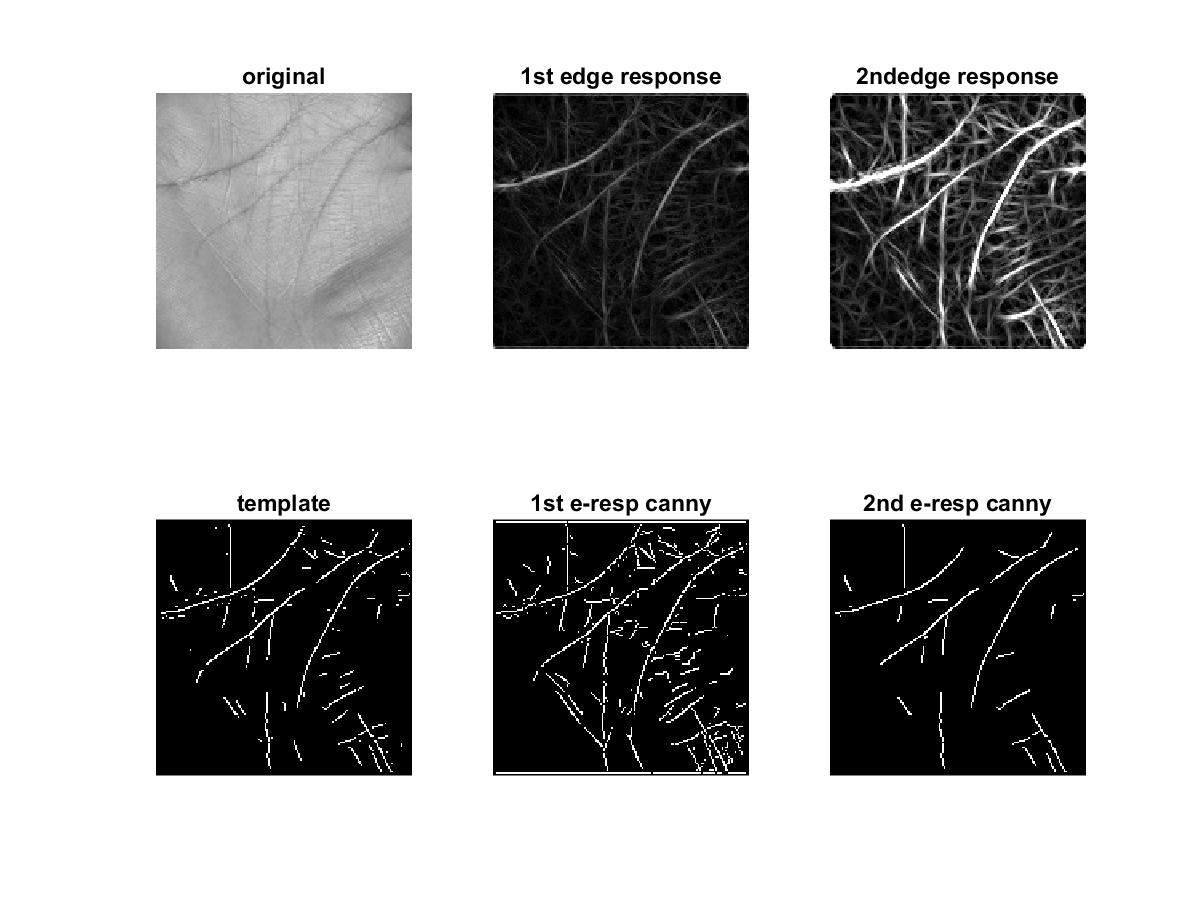 original
1st edge response
2ndedge response
template
1st e-resp canny
2nd e-resp canny